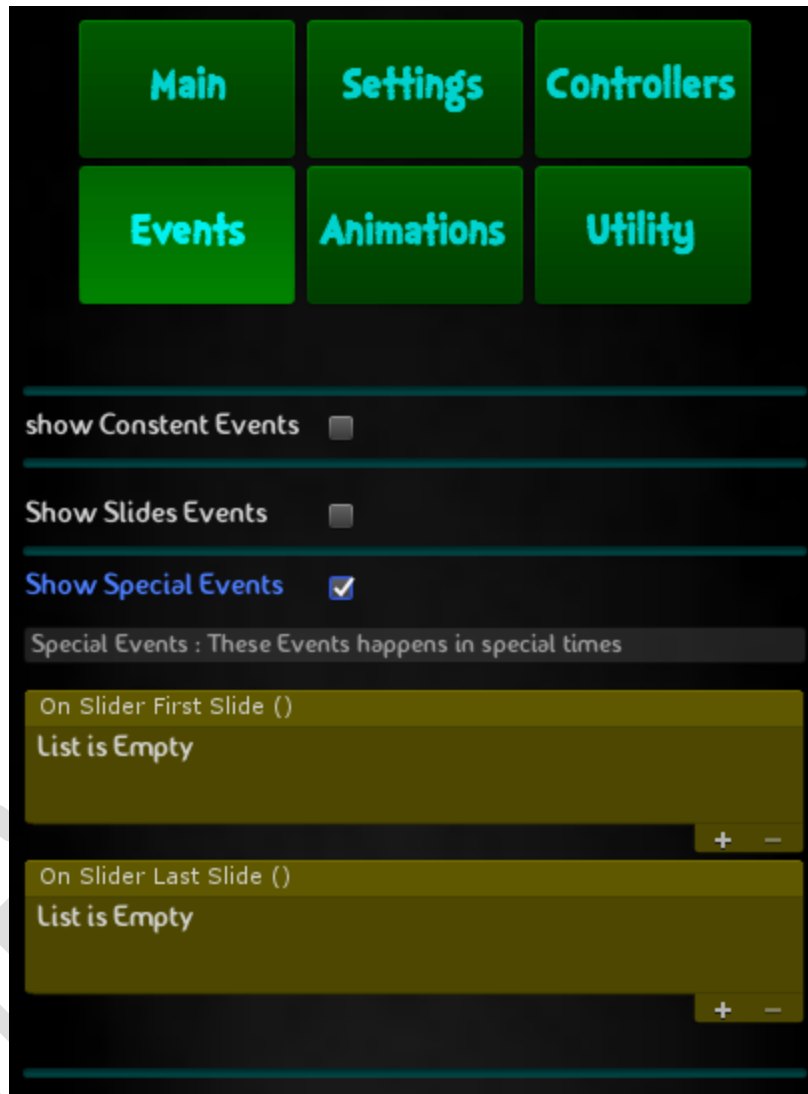 Main Settings Controllers
Events Animations Utility
show Constent Events
Show Slides Events
Show Special Events
Special Events : These Events happens in special times
On Slider First Slide ()
List is Empty
+ −
On Slider Last Slide ()
List is Empty
+ −